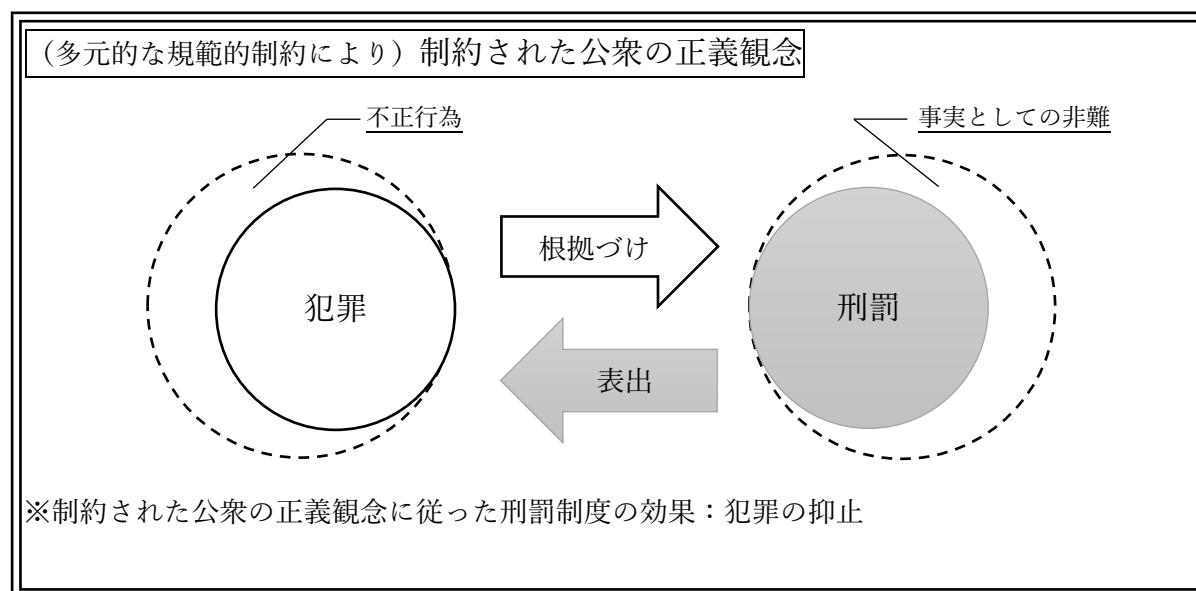 （多元的な規範的制約により）制約された公衆の正義観念
不正行為
事実としての非難
根拠づけ
犯罪
刑罰
表出
※制約された公衆の正義観念に従った刑罰制度の効果：犯罪の抑止